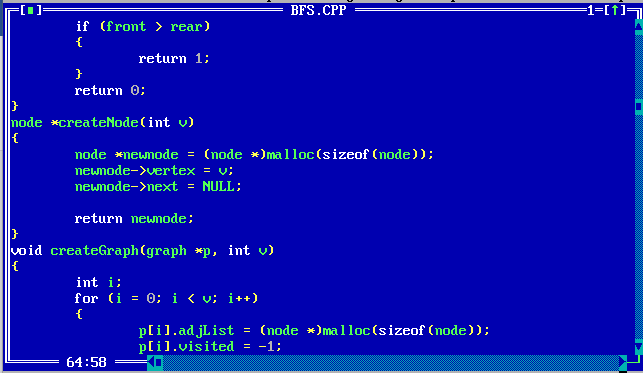 [■] BFS.CPP 1=[↑]
if (front > rear)
{
return 1;
}
return 0;
}
node *createNode(int v)
{
node *newnode = (node *)malloc(sizeof(node));
newnode->vertex = v;
newnode->next = NULL;
return newnode;
}
void createGraph(graph *p, int v)
{
int i;
for (i = 0; i < v; i++)
{
p[i].adjList = (node *)malloc(sizeof(node));
p[i].visited = -1;
64:58